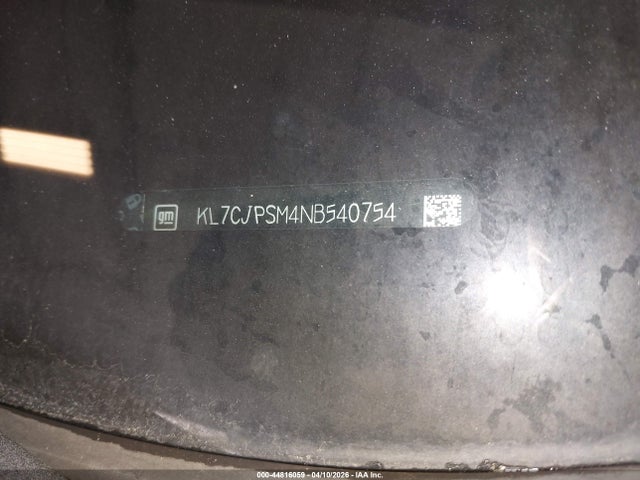 gm KL7CJPSM4NB540754
000-44816059 - 04/10/2026 - IAA Inc.